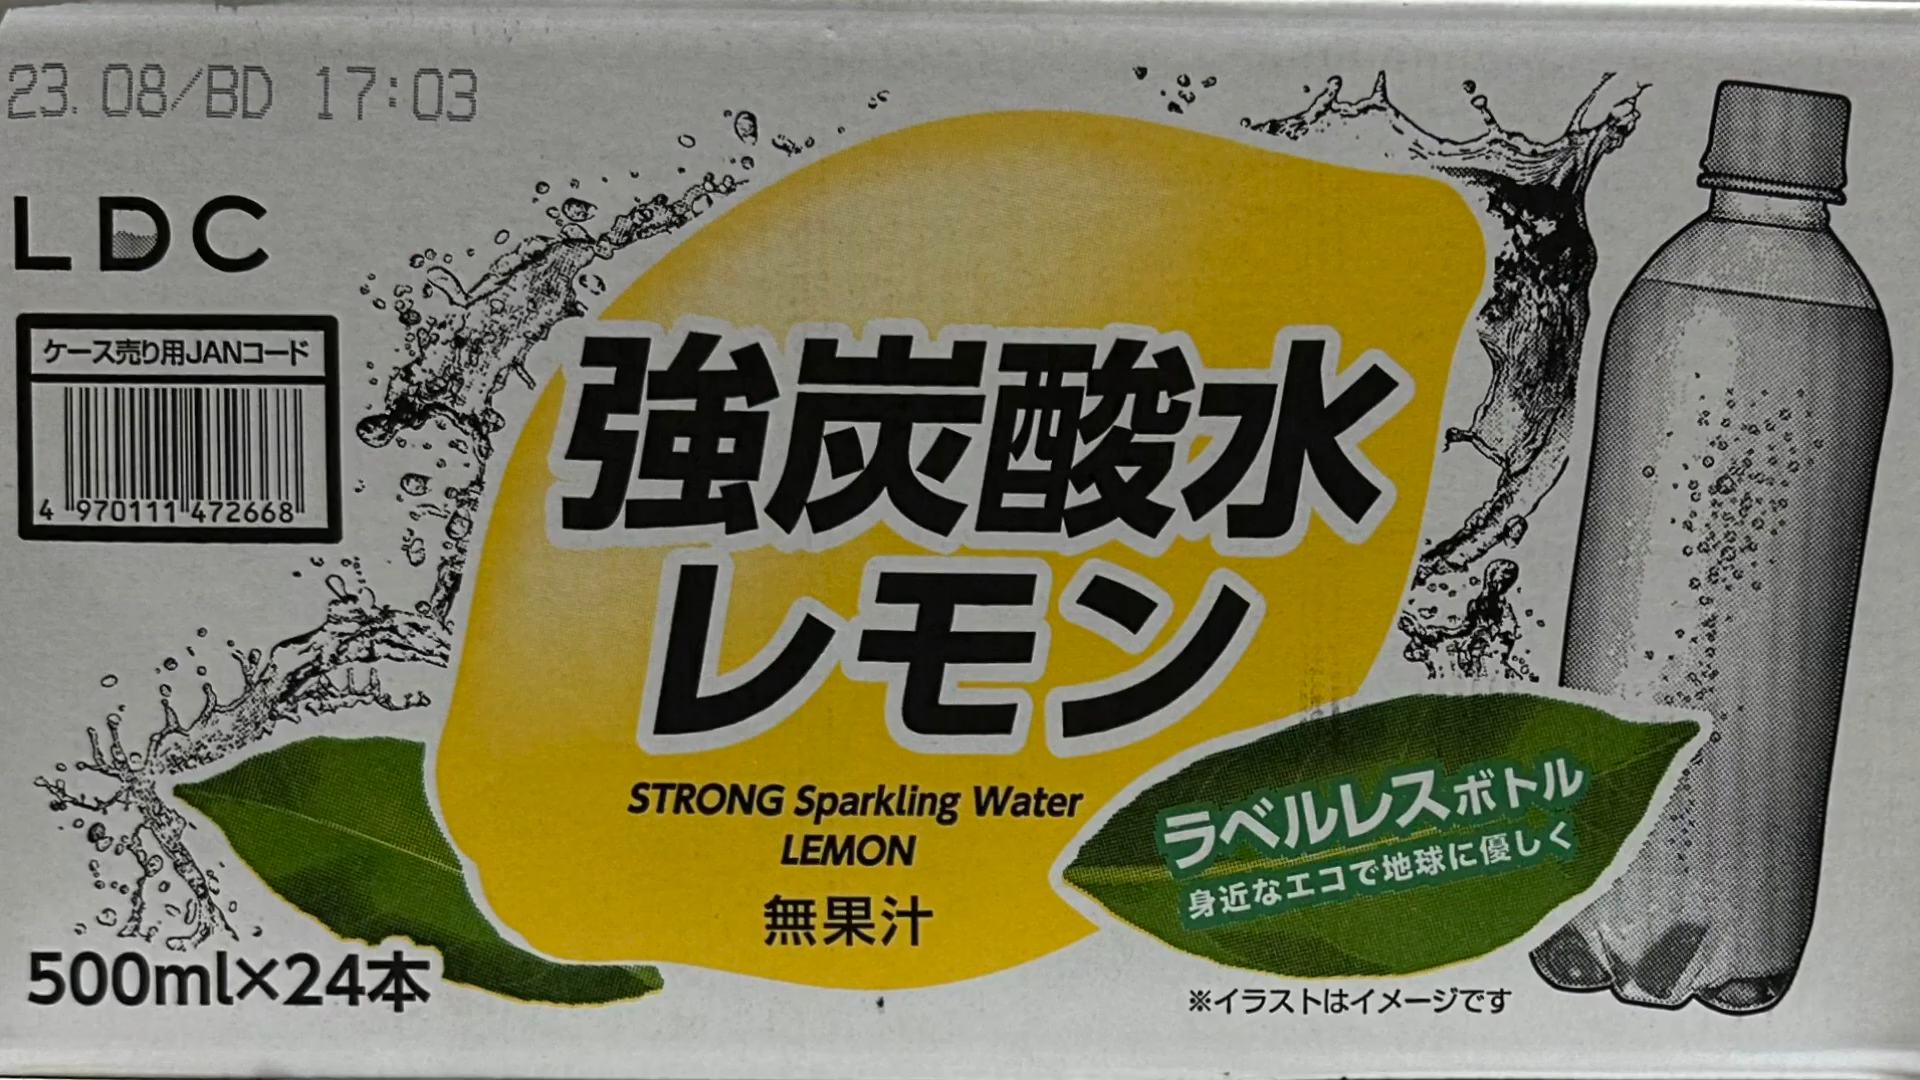 23. 08/BD 17:03
LDC
ケース売り用JANコード
4 970111 472668
強炭酸水
レモン
STRONG Sparkling Water
LEMON
無果汁
ラベルレスボトル
身近なエコで地球に優しく
500ml×24本
※イラストはイメージです